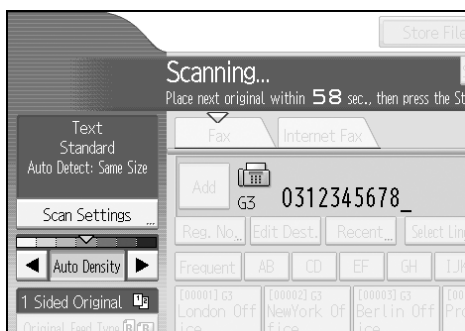 Store File
Scanning...
Place next original within 58 sec., then press the St
Text
Standard
Auto Detect: Same Size
Fax
Internet Fax
Add
G3
0312345678_
Scan Settings
Reg. No.
Edit Dest.
Recent
Select Lin
Auto Density
Frequent
AB
CD
EF
GH
IJK
1 Sided Original
Original Feed Type
[00001] G3
London Off
ice
[00002] G3
NewYork Of
fice
[00003] G3
Berlin Off
ice